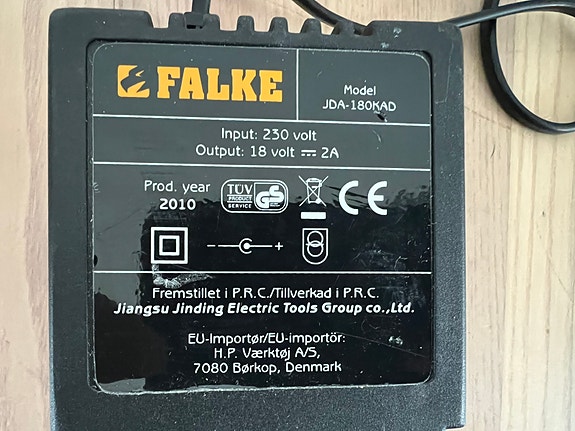 FALKE
Model
JDA-180KAD
Input: 230 volt
Output: 18 volt ⎓ 2A
Prod. year
2010
TÜV
PRODUCT
SERVICE
GS
CE
- +
Fremstillet i P.R.C./Tillverkad i P.R.C.
Jiangsu Jinding Electric Tools Group co.,Ltd.
EU-Importør/EU-importör:
H.P. Værktøj A/S,
7080 Børkop, Denmark